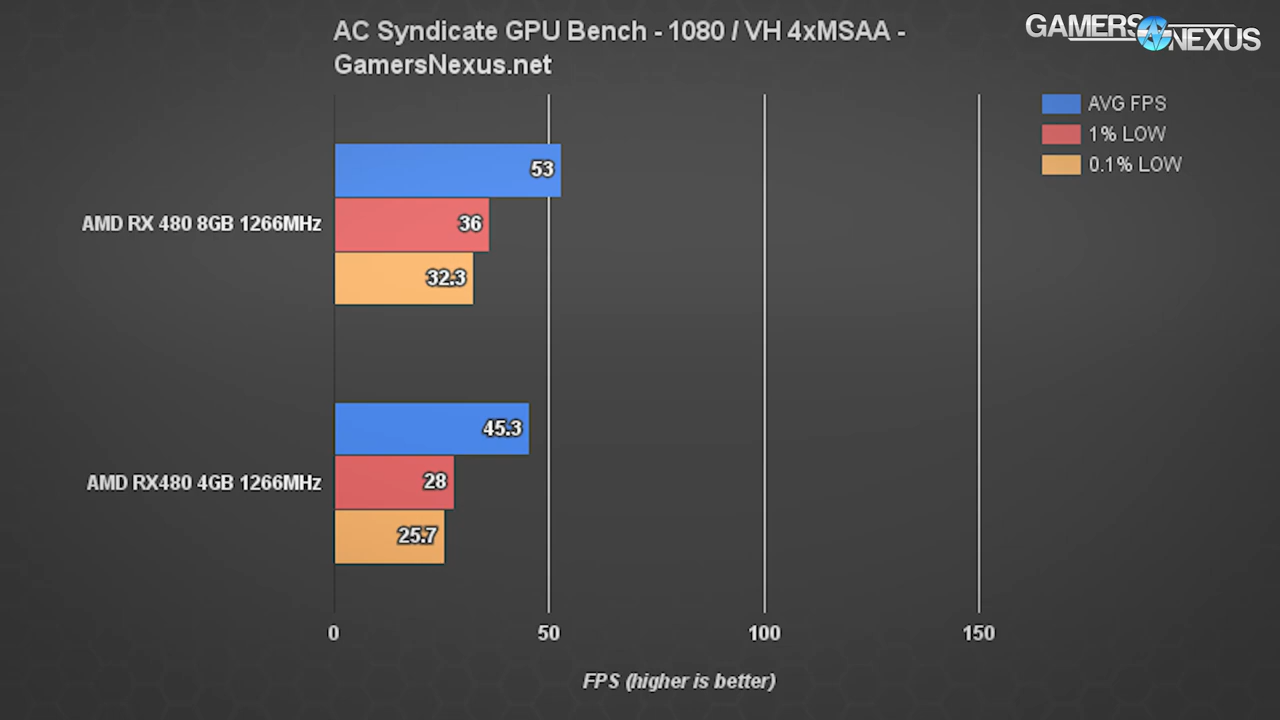 AC Syndicate GPU Bench - 1080 / VH 4xMSAA -
GamersNexus.net
GAMERS NEXUS
AVG FPS
1% LOW
0.1% LOW
AMD RX 480 8GB 1266MHz
53
36
32.3
AMD RX480 4GB 1266MHz
45.3
28
25.7
0
50
100
150
FPS (higher is better)